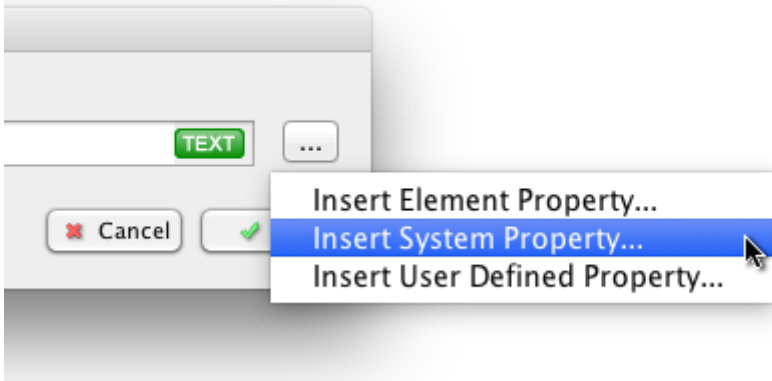 TEXT
...
Insert Element Property...
Cancel
Insert System Property...
Insert User Defined Property...